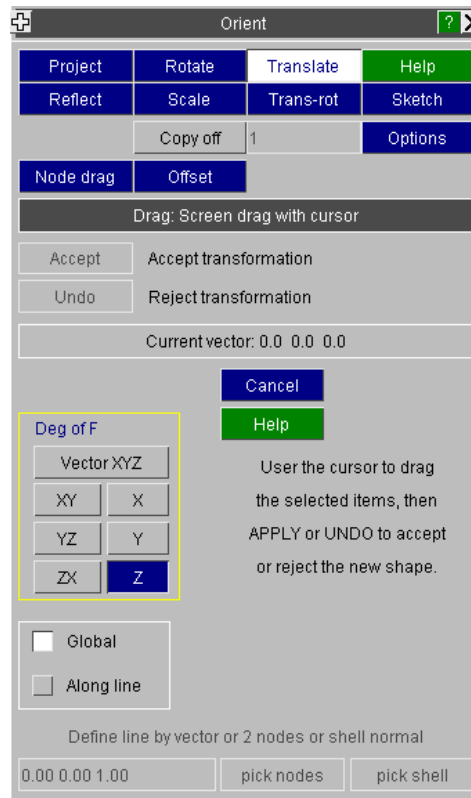 Orient ?
Project Rotate Translate Help
Reflect Scale Trans-rot Sketch
Copy off 1 Options
Node drag Offset
Drag: Screen drag with cursor
Accept Accept transformation
Undo Reject transformation
Current vector: 0.0 0.0 0.0
Cancel
Help
Deg of F
Vector XYZ
XY X
YZ Y
ZX Z
User the cursor to drag
the selected items, then
APPLY or UNDO to accept
or reject the new shape.
Global
Along line
Define line by vector or 2 nodes or shell normal
0.00 0.00 1.00 pick nodes pick shell